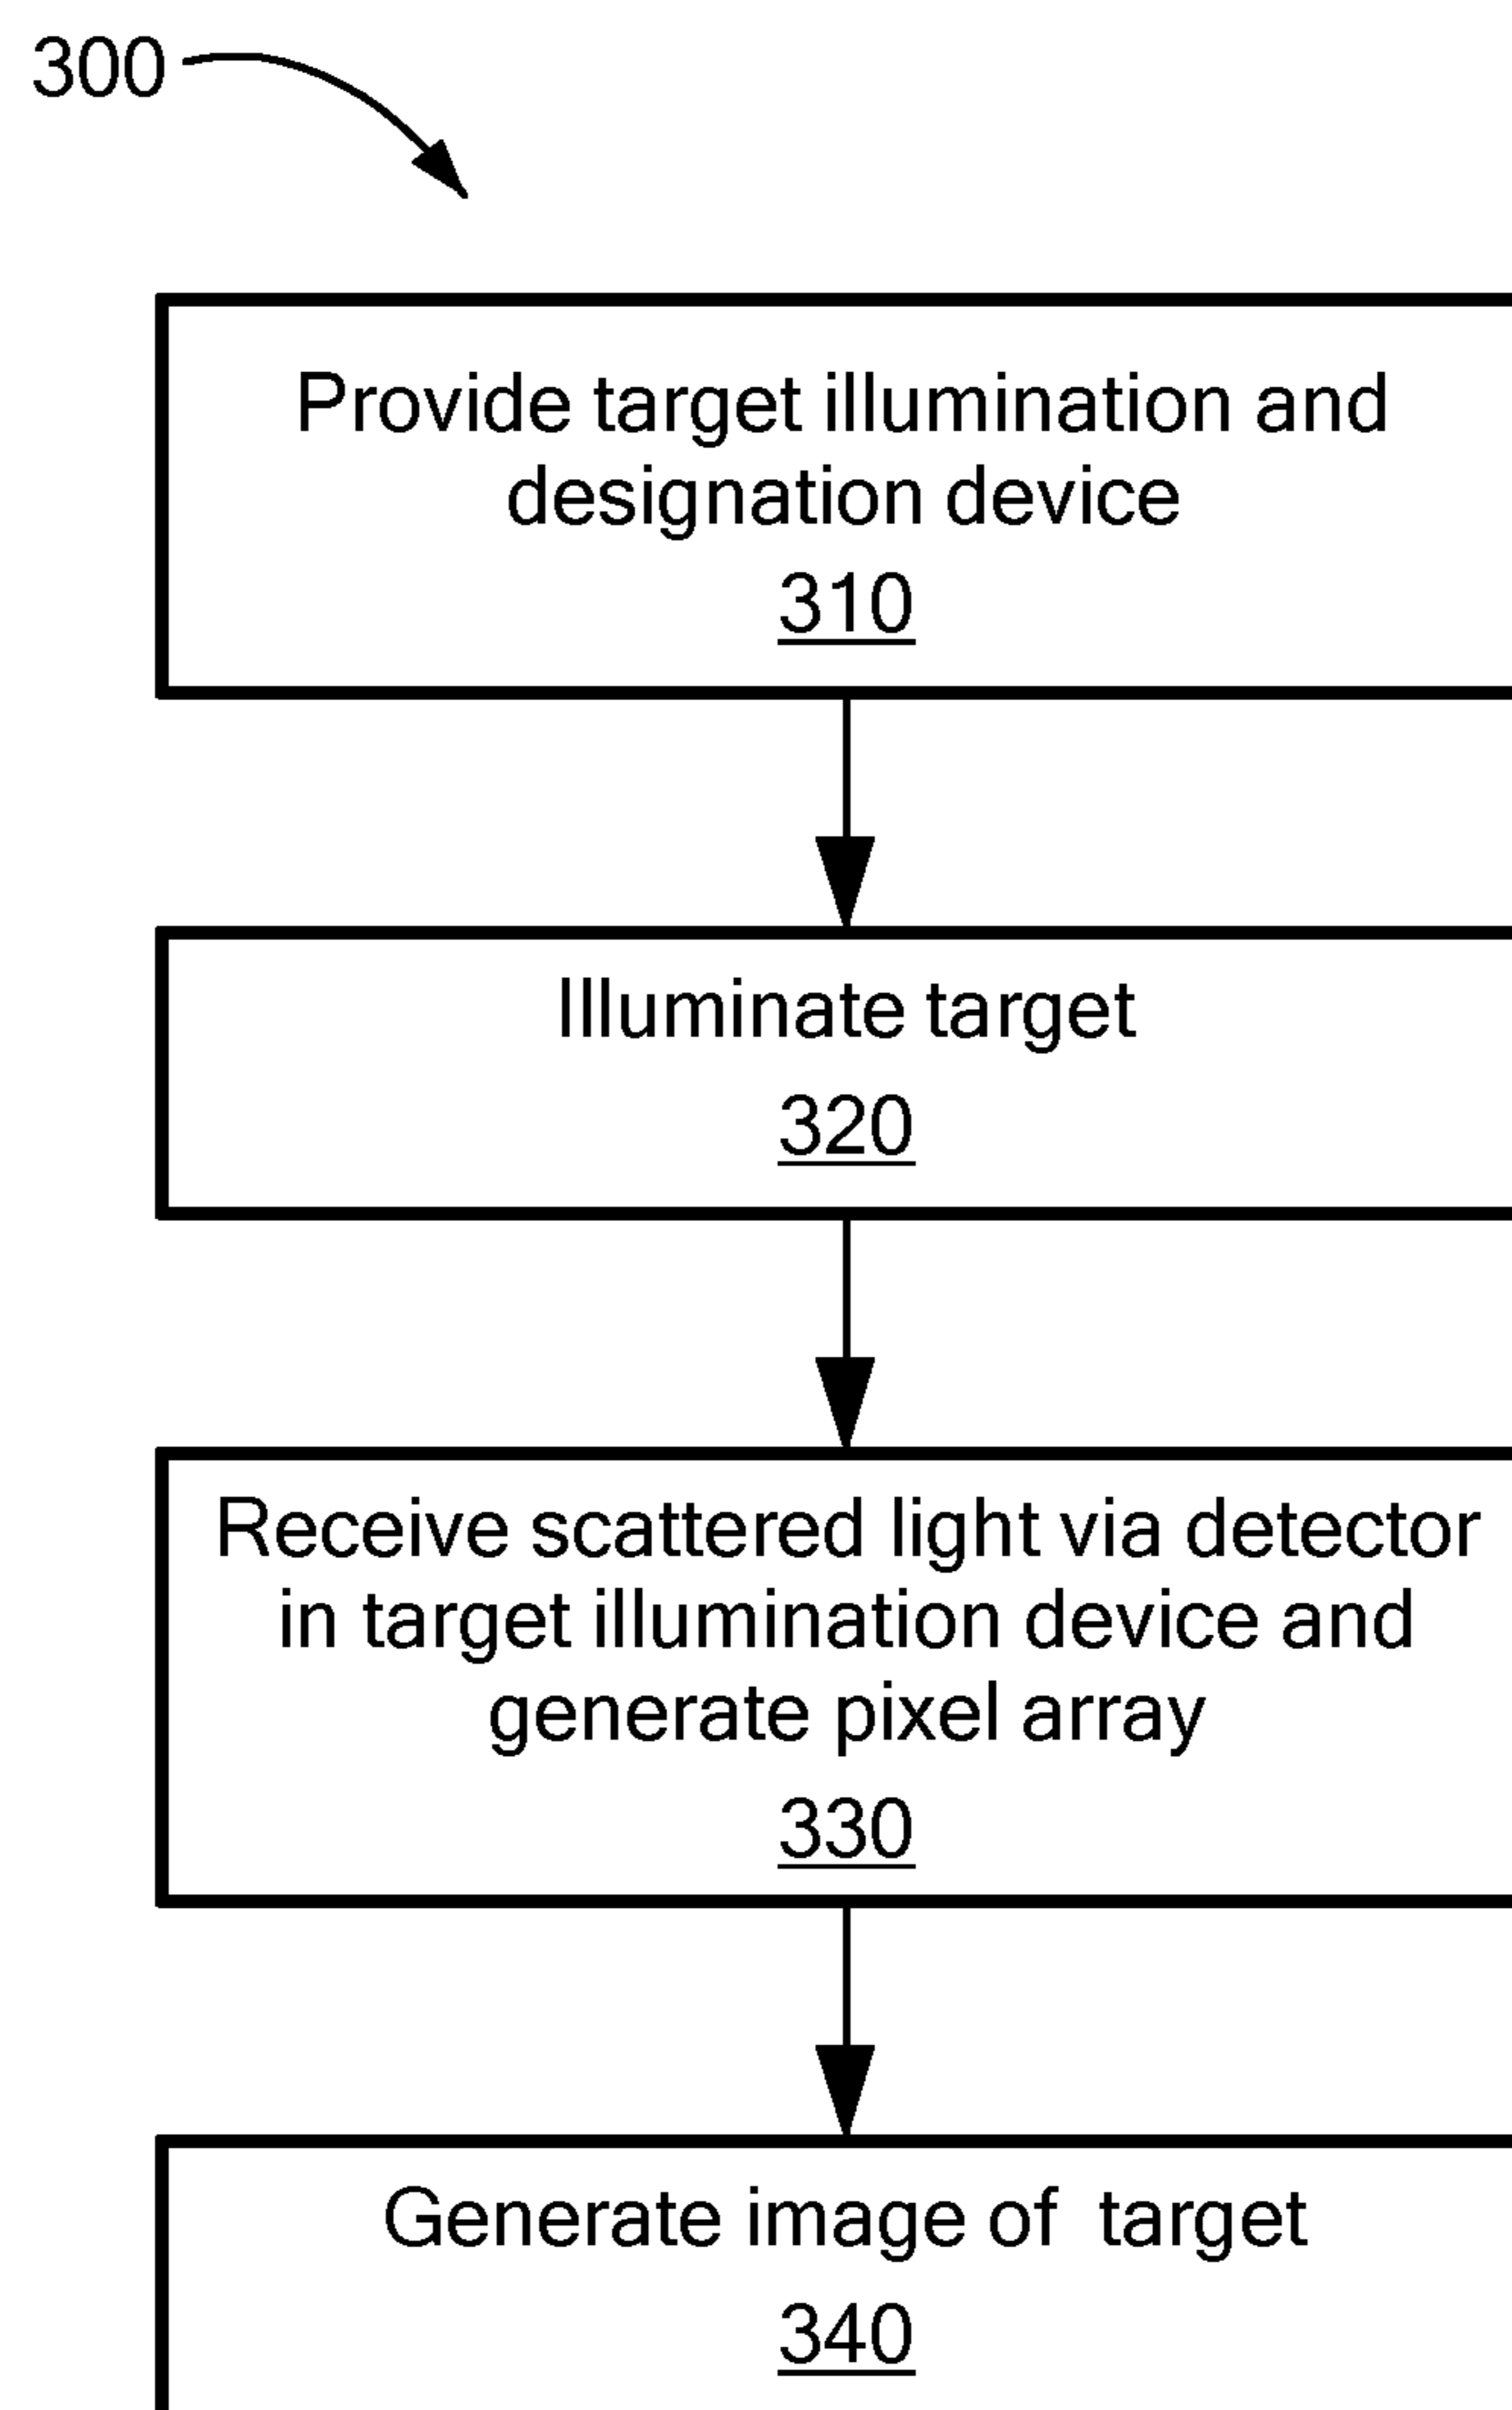 300
Provide target illumination and
designation device
310
Illuminate target
320
Receive scattered light via detector
in target illumination device and
generate pixel array
330
Generate image of target
340